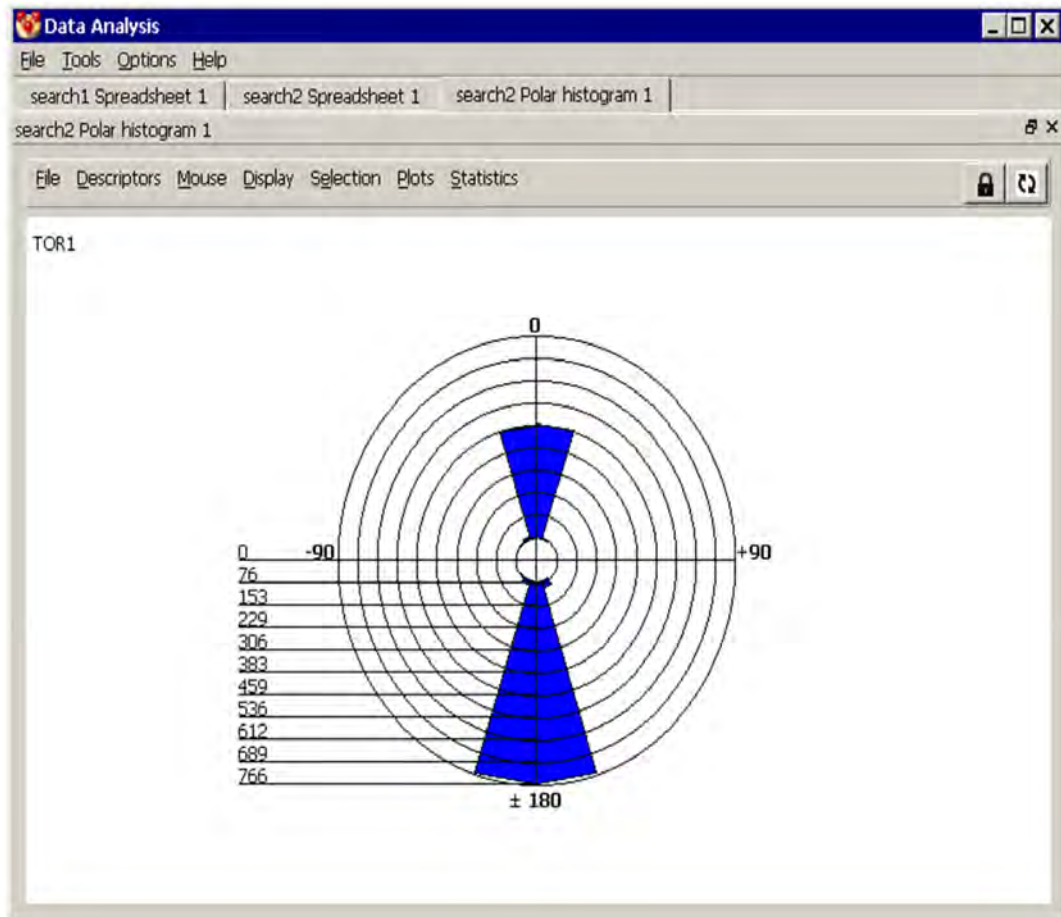 Data Analysis
File Tools Options Help
search1 Spreadsheet 1 search2 Spreadsheet 1 search2 Polar histogram 1
search2 Polar histogram 1
File Descriptors Mouse Display Selection Plots Statistics
TOR1
0
0 -90 +90
76
153
229
306
383
459
536
612
689
766
± 180